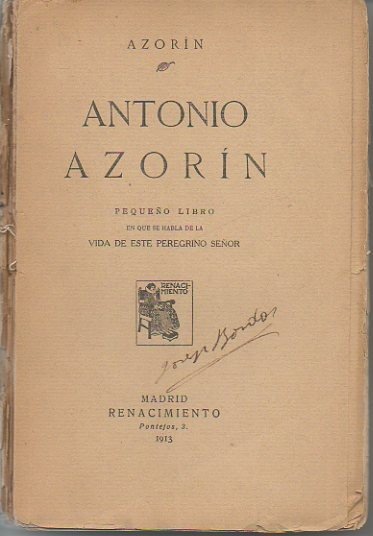 AZORÍN
ANTONIO
AZORÍN
PEQUEÑO LIBRO
EN QUE SE HABLA DE LA
VIDA DE ESTE PEREGRINO SEÑOR
RENACI-
MIENTO
MADRID
RENACIMIENTO
Pontejos, 3.
1913